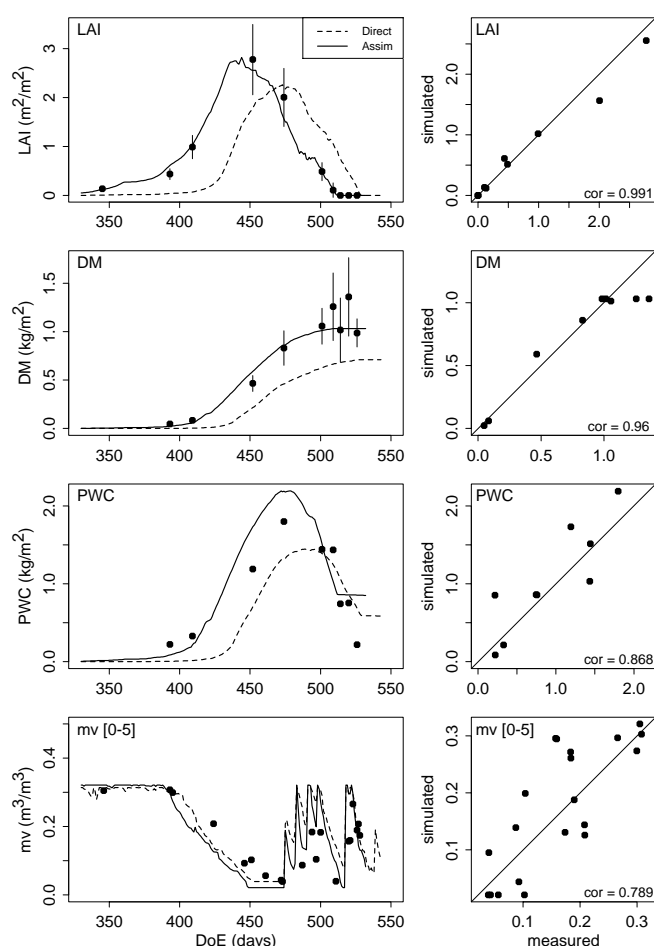 LAI
Direct
Assim
LAI (m²/m²)
0
1
2
3
350
400
450
500
550
LAI
simulated
0.0
1.0
2.0
0.0
1.0
2.0
cor = 0.991
DM
DM (kg/m²)
0.0
0.5
1.0
1.5
350
400
450
500
550
DM
simulated
0.0
0.5
1.0
0.5
1.0
cor = 0.96
PWC
PWC (kg/m²)
0.0
1.0
2.0
350
400
450
500
550
PWC
simulated
0.0
1.0
2.0
0.0
1.0
2.0
cor = 0.868
mv [0-5]
mv (m³/m³)
0.0
0.2
0.4
350
400
450
500
550
DoE (days)
mv [0-5]
simulated
0.1
0.2
0.3
0.1
0.2
0.3
cor = 0.789
measured